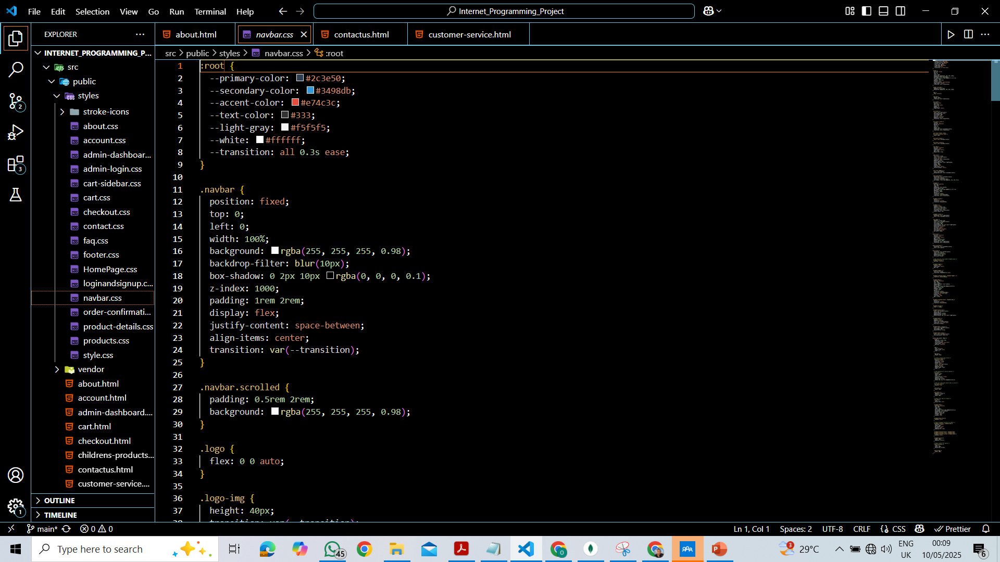 File Edit Selection View Go Run Terminal Help
Internet_Programming_Project
EXPLORER
about.html
navbar.css
contactus.html
customer-service.html
INTERNET_PROGRAMMING_P...
src
public
styles
stroke-icons
about.css
account.css
admin-dashboar...
admin-login.css
cart-sidebar.css
cart.css
checkout.css
contact.css
faq.css
footer.css
HomePage.css
loginandsignup.c...
navbar.css
order-confirmati...
product-details.css
products.css
style.css
vendor
about.html
account.html
admin-dashboard....
cart.html
checkout.html
childrens-products...
contactus.html
customer-service....
OUTLINE
TIMELINE
2
3
1
src > public > styles > navbar.css > :root
1 :root {
2 --primary-color: #2c3e50;
3 --secondary-color: #3498db;
4 --accent-color: #e74c3c;
5 --text-color: #333;
6 --light-gray: #f5f5f5;
7 --white: #ffffff;
8 --transition: all 0.3s ease;
9 }
10
11 .navbar {
12 position: fixed;
13 top: 0;
14 left: 0;
15 width: 100%;
16 background: rgba(255, 255, 255, 0.98);
17 backdrop-filter: blur(10px);
18 box-shadow: 0 2px 10px rgba(0, 0, 0, 0.1);
19 z-index: 1000;
20 padding: 1rem 2rem;
21 display: flex;
22 justify-content: space-between;
23 align-items: center;
24 transition: var(--transition);
25 }
26
27 .navbar.scrolled {
28 padding: 0.5rem 2rem;
29 background: rgba(255, 255, 255, 0.98);
30 }
31
32 .logo {
33 flex: 0 0 auto;
34 }
35
36 .logo-img {
37 height: 40px;
38 transition: var(--transition);
main* 0 0
Ln 1, Col 1 Spaces: 2 UTF-8 CRLF CSS Prettier
Type here to search
45
3
29°C
ENG
UK
00:09
10/05/2025
6